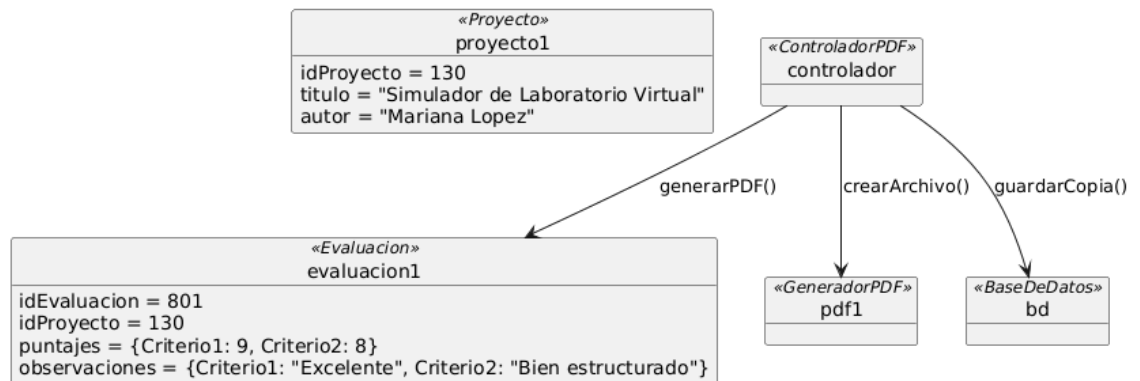 «Proyecto»
proyecto1
idProyecto = 130
titulo = "Simulador de Laboratorio Virtual"
autor = "Mariana Lopez"
«ControladorPDF»
controlador
generarPDF()
crearArchivo()
guardarCopia()
«Evaluacion»
evaluacion1
idEvaluacion = 801
idProyecto = 130
puntajes = {Criterio1: 9, Criterio2: 8}
observaciones = {Criterio1: "Excelente", Criterio2: "Bien estructurado"}
«GeneradorPDF»
pdf1
«BaseDeDatos»
bd